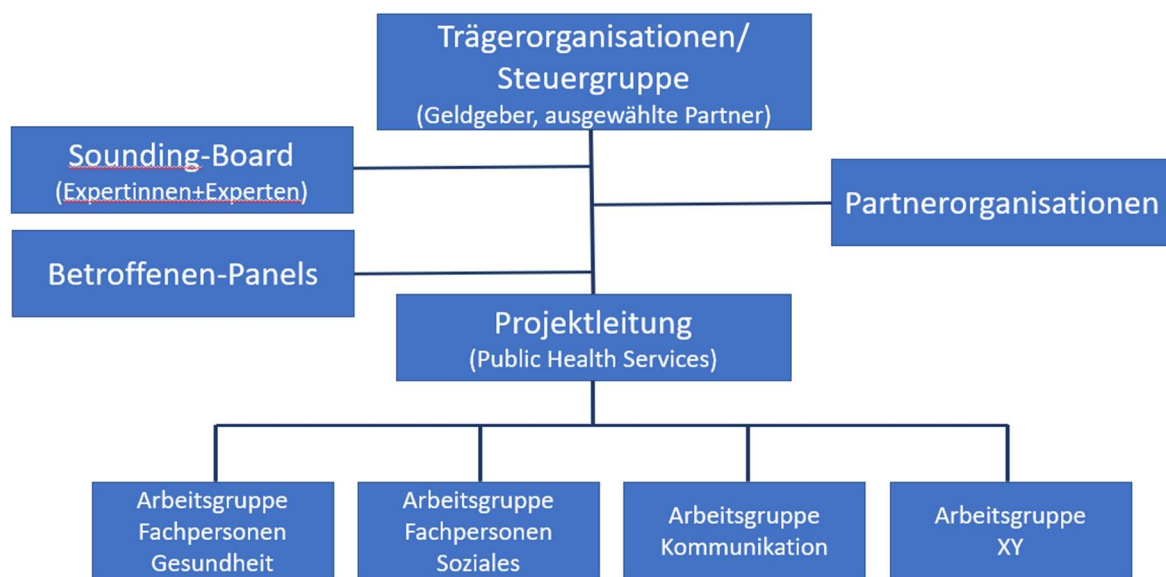 Trägerorganisationen/
Steuergruppe
(Geldgeber, ausgewählte Partner)
Sounding-Board
(Expertinnen+Experten)
Partnerorganisationen
Betroffenen-Panels
Projektleitung
(Public Health Services)
Arbeitsgruppe
Fachpersonen
Gesundheit
Arbeitsgruppe
Fachpersonen
Soziales
Arbeitsgruppe
Kommunikation
Arbeitsgruppe
XY